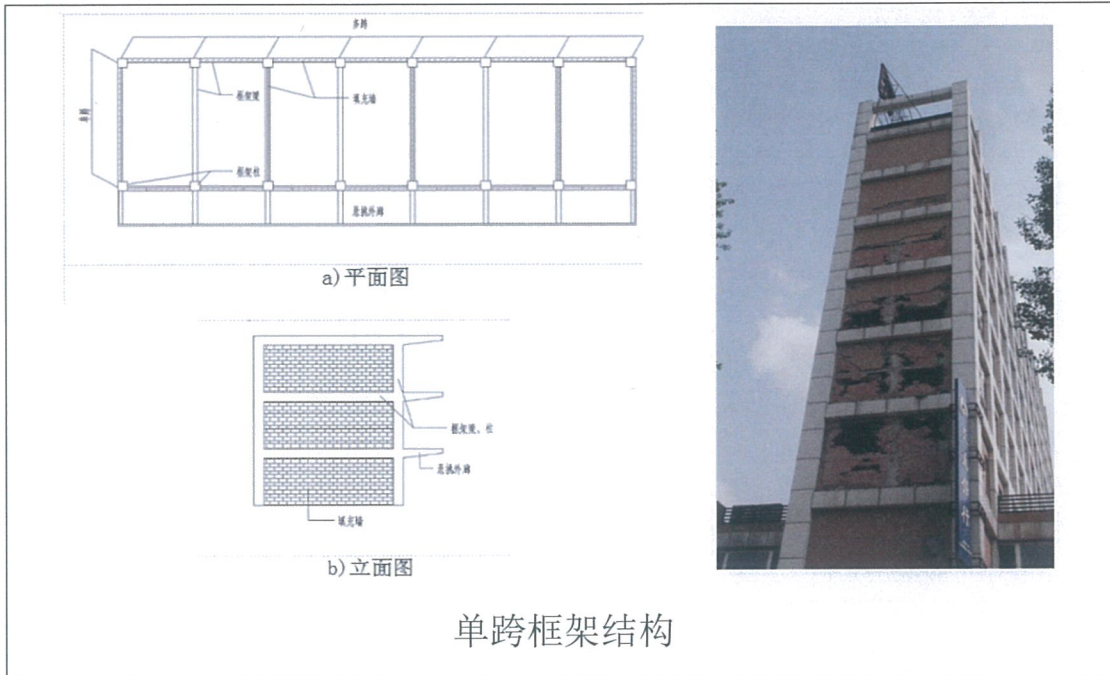 多跨
单跨
框架梁
填充墙
框架柱
悬挑外廊
a)平面图
框架梁、柱
悬挑外廊
填充墙
b)立面图
单跨框架结构